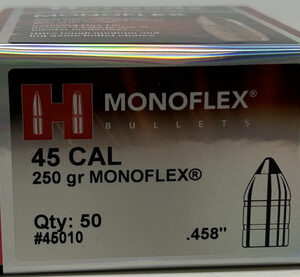 H
MONOFLEX®
BULLETS
45 CAL
250 gr MONOFLEX®
Qty: 50
#45010
.458"